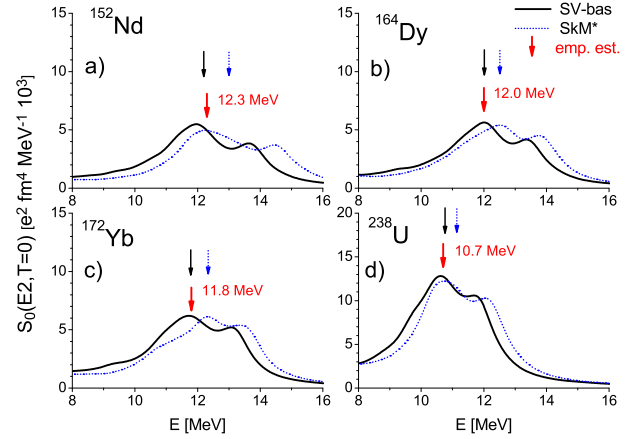 SV-bas
SkM*
emp. est.
S₀(E2,T=0) [e² fm⁴ MeV⁻¹ 10³]
¹⁵²Nd
a)
12.3 MeV
15
10
5
0
8 10 12 14 16
¹⁶⁴Dy
b)
12.0 MeV
15
10
5
0
8 10 12 14 16
¹⁷²Yb
c)
11.8 MeV
15
10
5
0
8 10 12 14 16
E [MeV]
²³⁸U
d)
10.7 MeV
20
15
10
5
0
8 10 12 14 16
E [MeV]